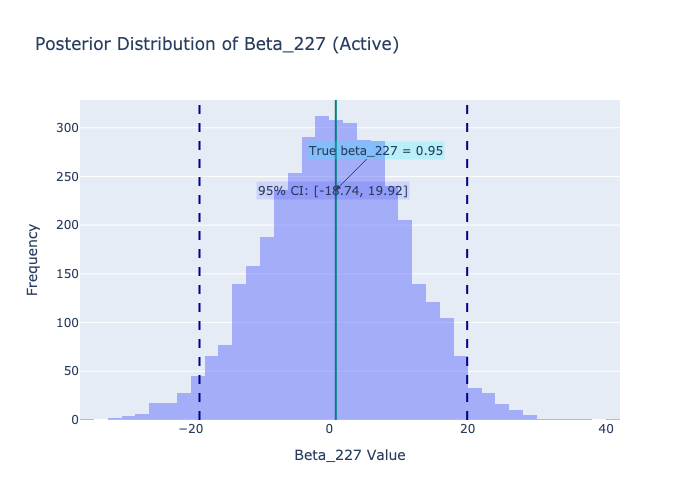 Posterior Distribution of Beta_227 (Active)
300
True beta_227 = 0.95
250
95% CI: [-18.74, 19.92]
200
Frequency
150
100
50
0
−20
0
20
40
Beta_227 Value